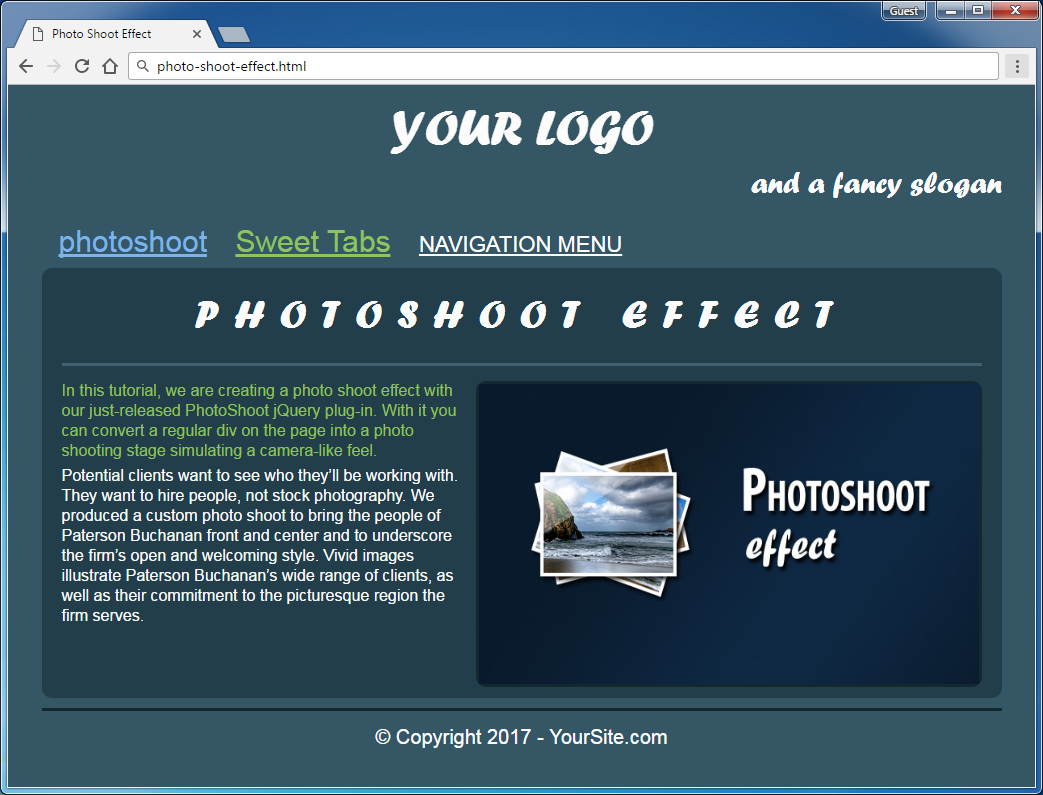 Guest
Photo Shoot Effect
photo-shoot-effect.html
YOUR LOGO
and a fancy slogan
photoshoot Sweet Tabs NAVIGATION MENU
PHOTOSHOOT EFFECT
In this tutorial, we are creating a photo shoot effect with
our just-released PhotoShoot jQuery plug-in. With it you
can convert a regular div on the page into a photo
shooting stage simulating a camera-like feel.
Potential clients want to see who they’ll be working with.
They want to hire people, not stock photography. We
produced a custom photo shoot to bring the people of
Paterson Buchanan front and center and to underscore
the firm’s open and welcoming style. Vivid images
illustrate Paterson Buchanan’s wide range of clients, as
well as their commitment to the picturesque region the
firm serves.
PHOTOSHOOT
effect
© Copyright 2017 - YourSite.com